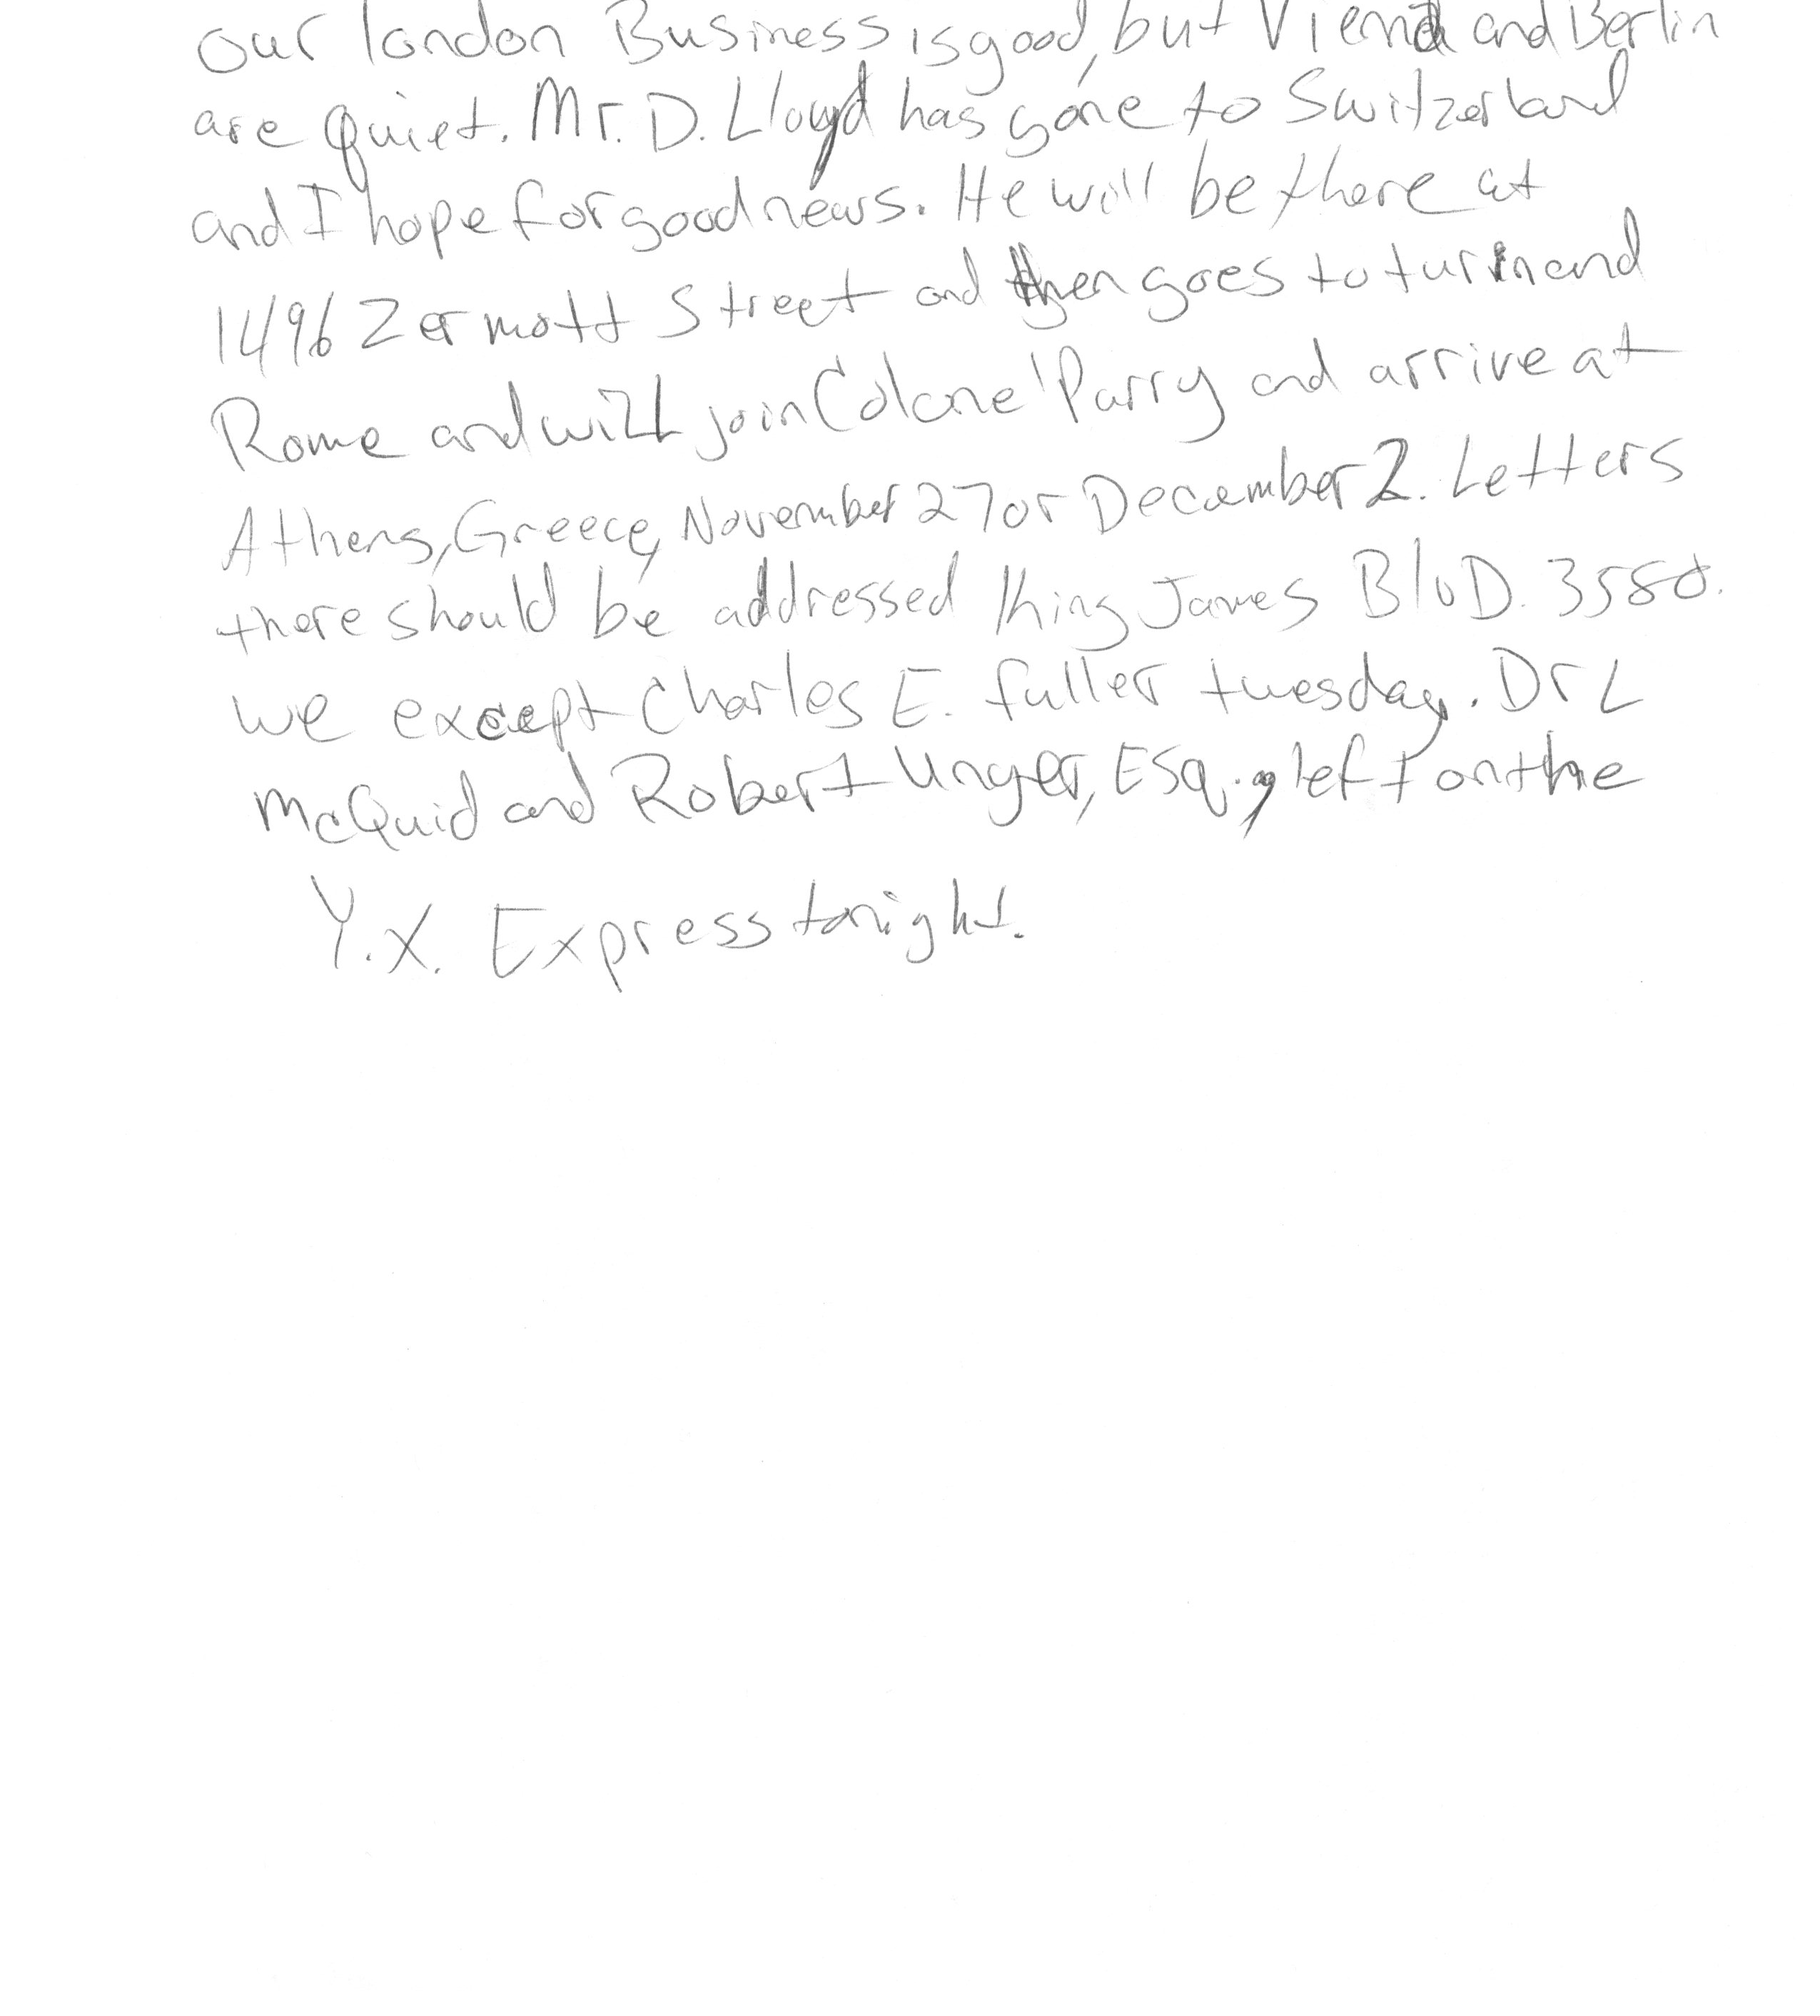 our london Business is good, but Vienna and Berlin
are quiet. Mr. D. Lloyd has gone to Switzerland
and I hope for good news. He will be there at
1496 Zermott Street and then goes to turin and
Rome and will join Colonel Parry and arrive at
Athens, Greece, November 27 or December 2. Letters
there should be addressed King James BlvD. 3580.
we except Charles E. fuller tuesday. Dr L
McQuid and Robert Unger, Esq., left on the
Y.X. Express tonight.